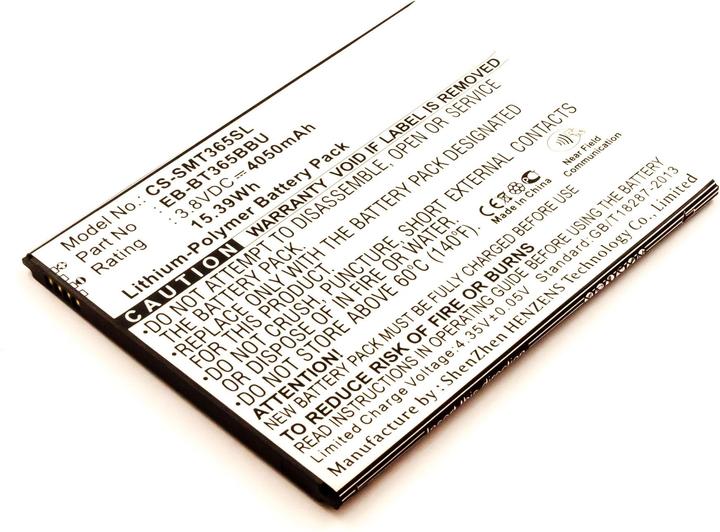 Model No.: CS-SMT365SL
Part No : EB-BT365BBU
Rating : 3.8VDC 4050mAh
15.39Wh
Lithium-Polymer Battery Pack
CAUTION WARRANTY VOID IF LABEL IS REMOVED
•DO NOT ATTEMPT TO DISASSEMBLE, OPEN OR SERVICE
THE BATTERY PACK.
•REPLACE ONLY WITH THE BATTERY PACK DESIGNATED
FOR THIS PRODUCT.
•DO NOT CRUSH, PUNCTURE, SHORT EXTERNAL CONTACTS
OR DISPOSE OF IN FIRE OR WATER.
•DO NOT STORE ABOVE 60°C (140°F)
ATTENTION:
NEW BATTERY PACK MUST BE FULLY CHARGED BEFORE USE
TO REDUCE RISK OF FIRE OR BURNS
READ INSTRUCTION IN OPERATING GUIDE BEFORE USE.
Limited Charge Voltage:4.35V±0.05V Standard:GB/T18287-2013
Manufacture by:ShenZhen HENZENS Technology Co., Limited
CE
Made in China
Near Field
Communication